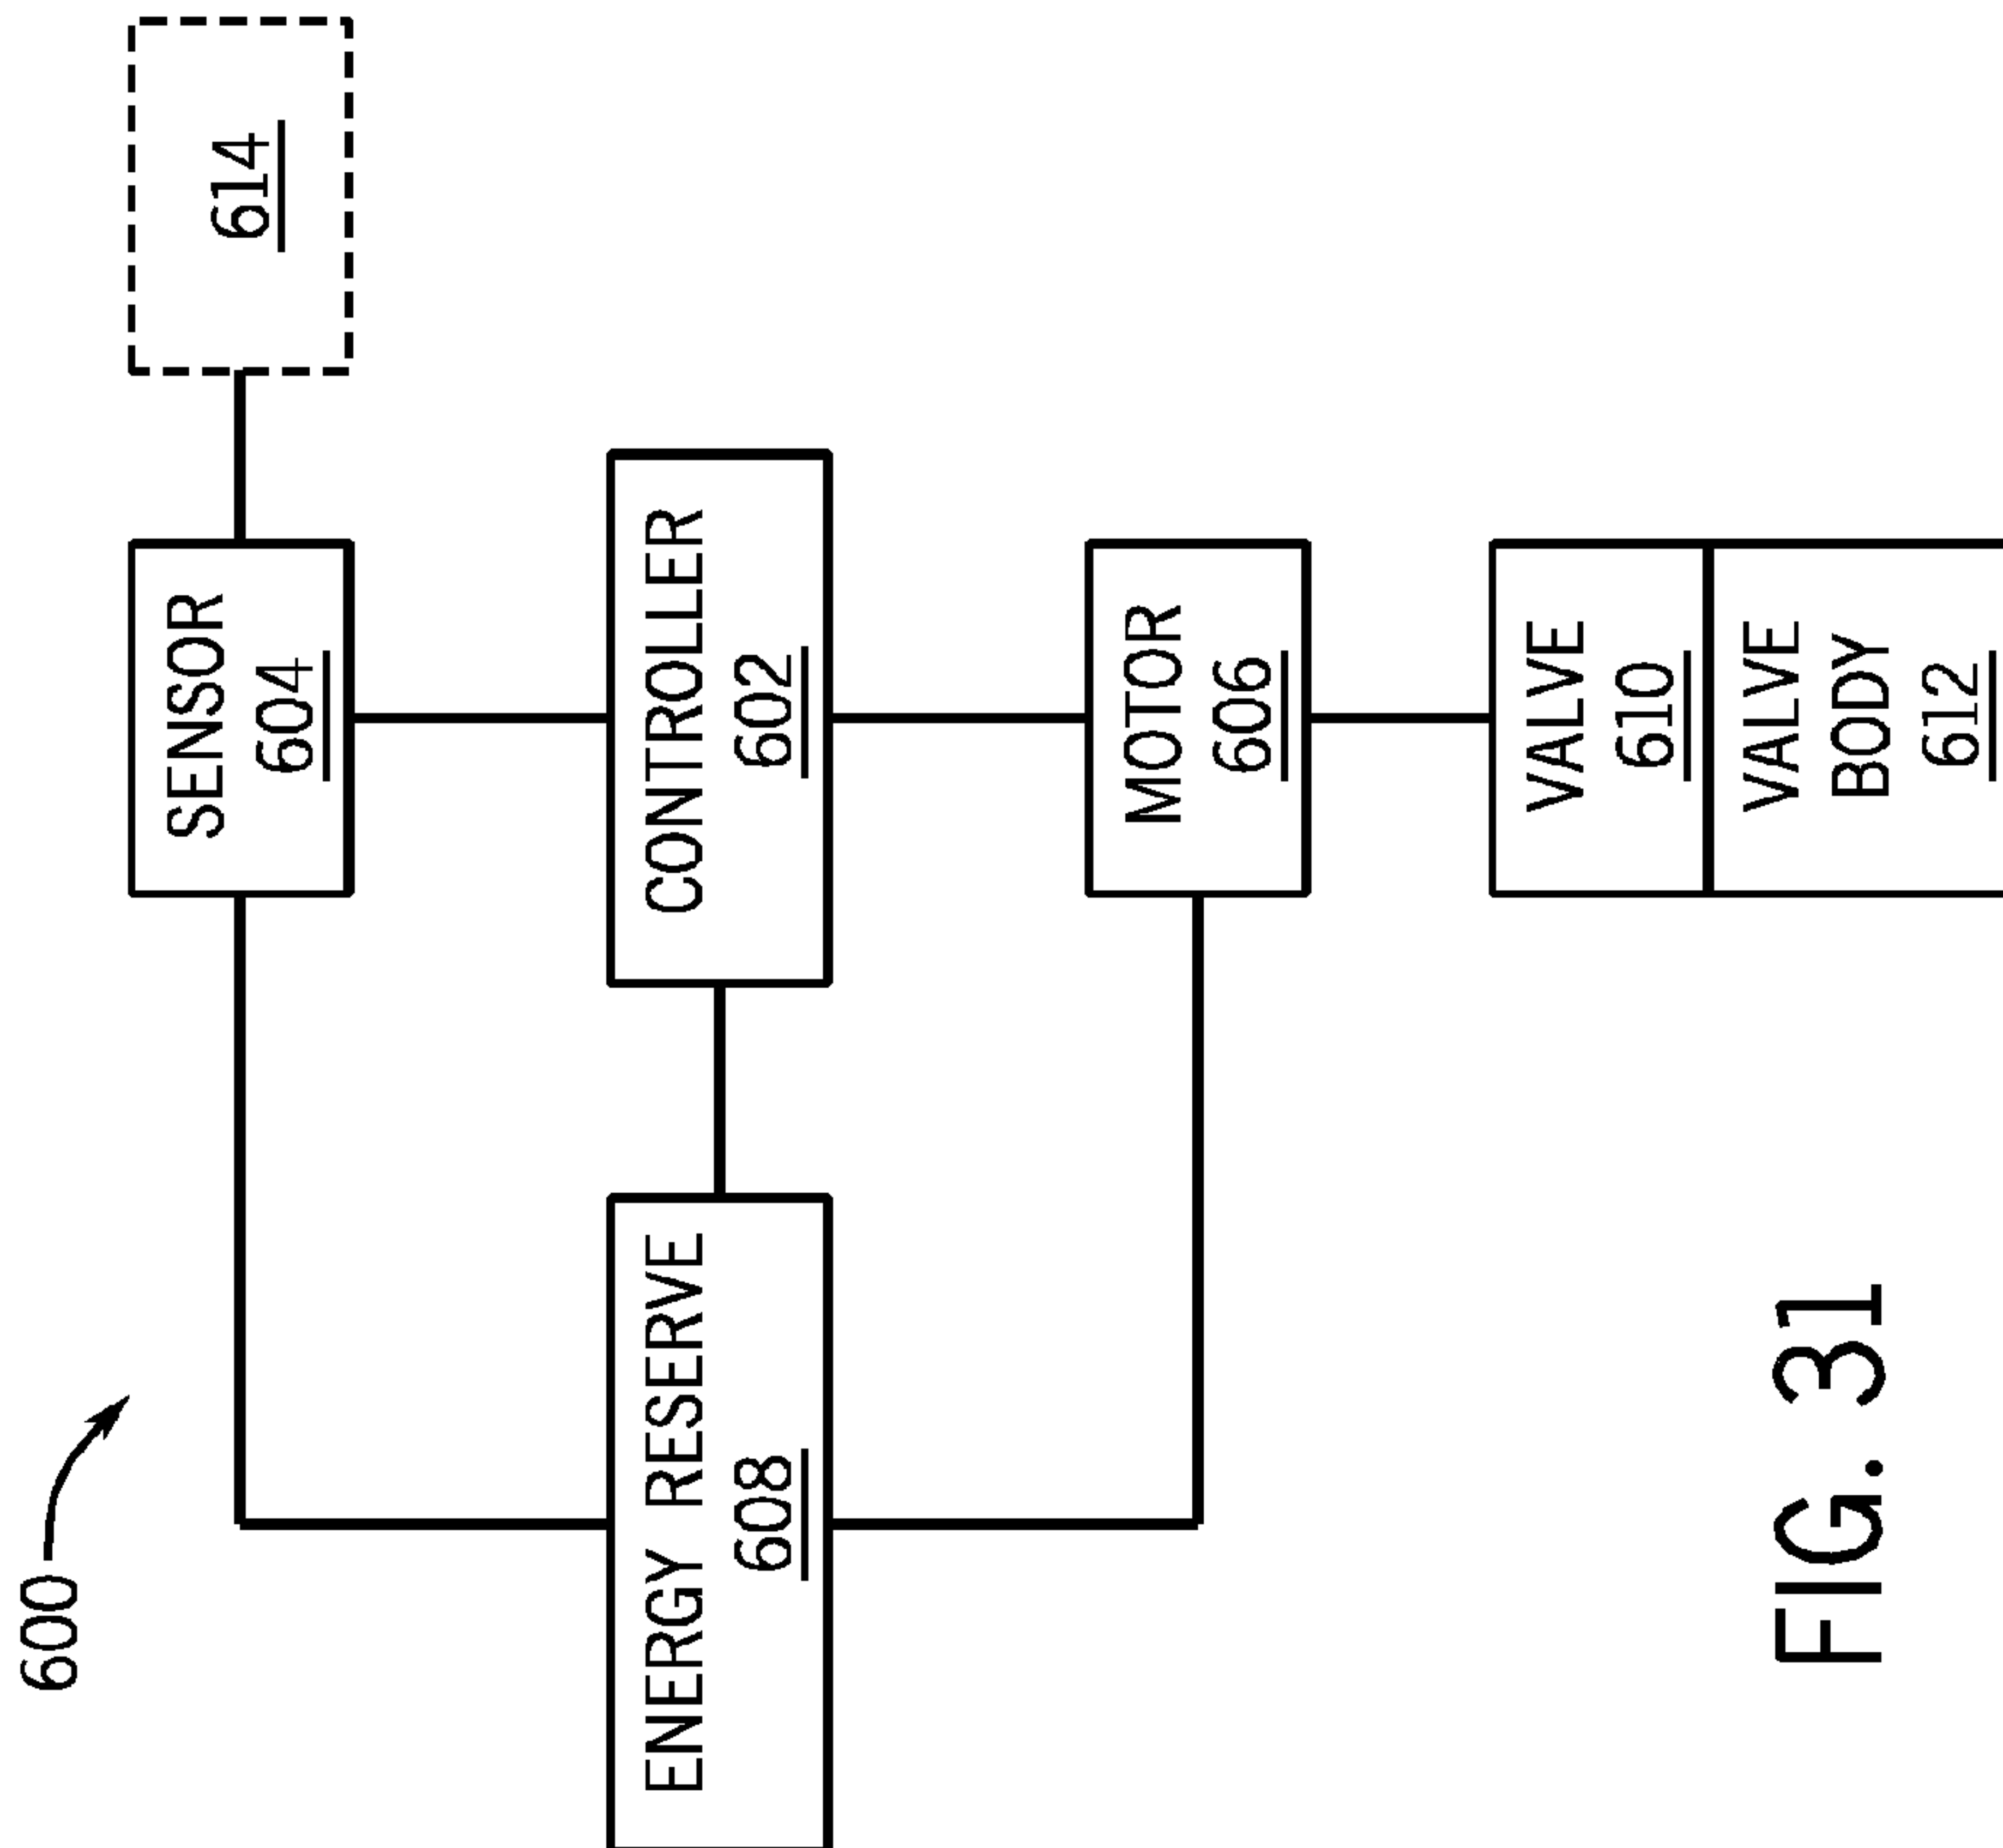 600
614
SENSOR
604
CONTROLLER
602
ENERGY RESERVE
608
MOTOR
606
VALVE
610
VALVE
BODY
612
FIG. 31